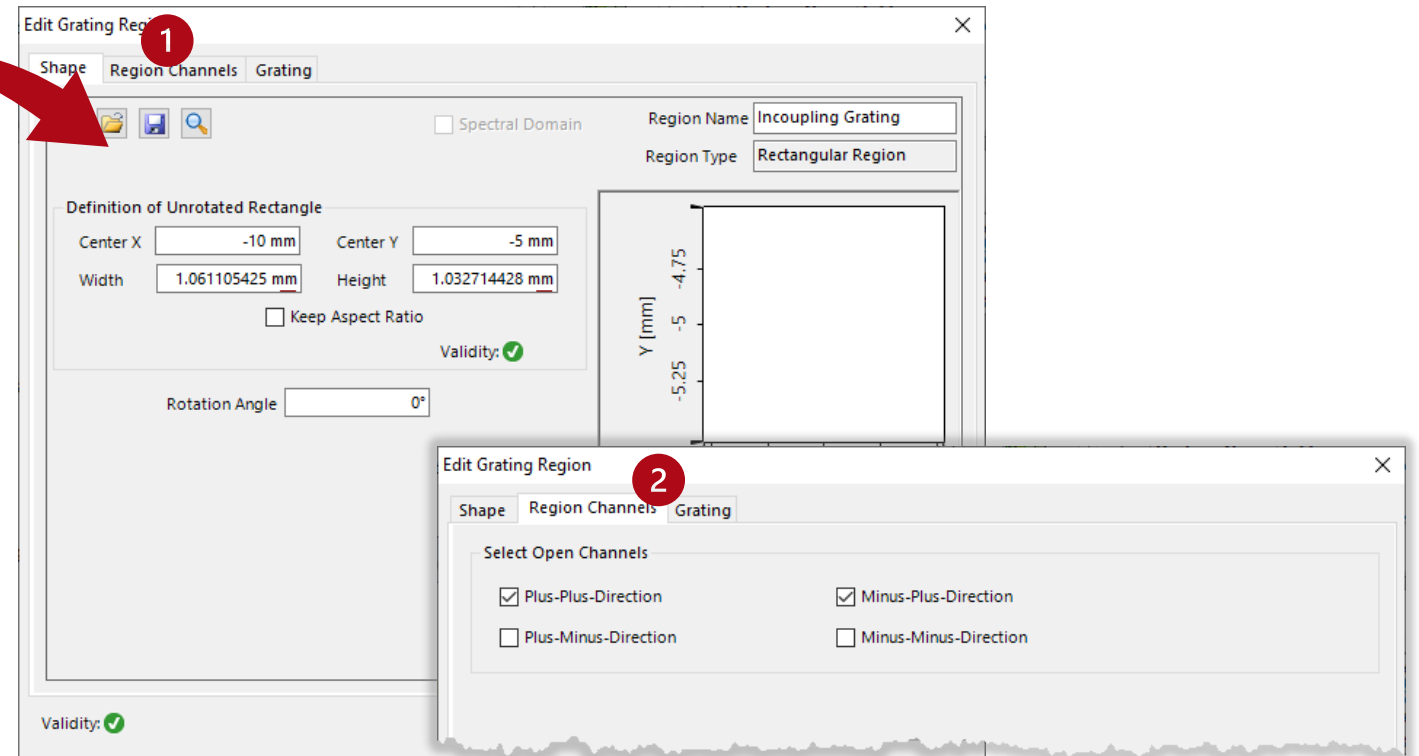 Edit Grating Reg
1
Shape Region Channels Grating
Spectral Domain
Region Name Incoupling Grating
Region Type Rectangular Region
Definition of Unrotated Rectangle
Center X -10 mm Center Y -5 mm
Width 1.061105425 mm Height 1.032714428 mm
Keep Aspect Ratio
Validity:
Rotation Angle 0°
Y [mm]
-4.75
-5
-5.25
Validity:
Edit Grating Region
2
Shape Region Channels Grating
Select Open Channels
Plus-Plus-Direction Minus-Plus-Direction
Plus-Minus-Direction Minus-Minus-Direction